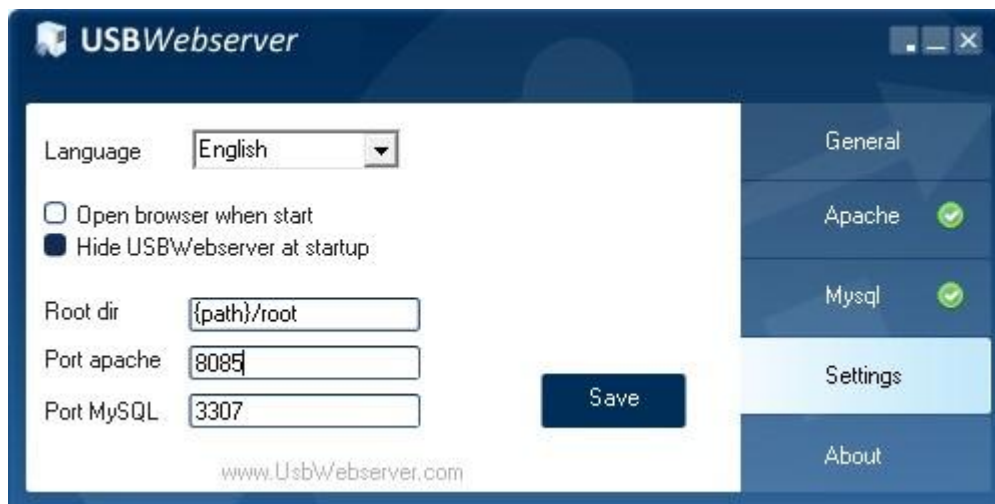 USBWebserver
Language English
Open browser when start
Hide USBWebserver at startup
Root dir {path}/root
Port apache 8085
Port MySQL 3307
Save
www.UsbWebserver.com
General
Apache
Mysql
Settings
About